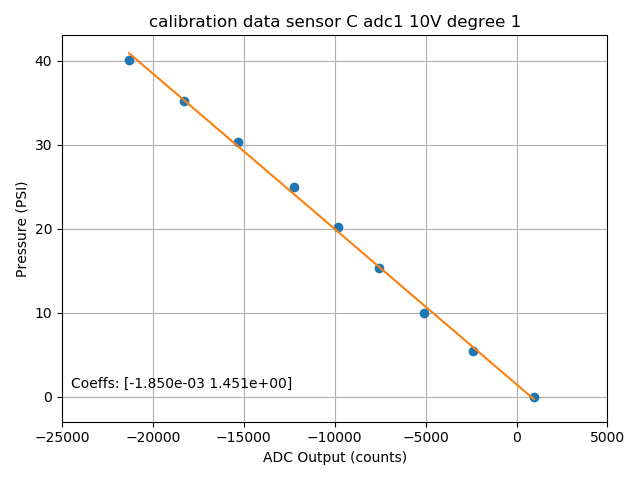 calibration data sensor C adc1 10V degree 1
40
30
20
10
0
Pressure (PSI)
Coeffs: [-1.850e-03 1.451e+00]
−25000 −20000 −15000 −10000 −5000 0 5000
ADC Output (counts)